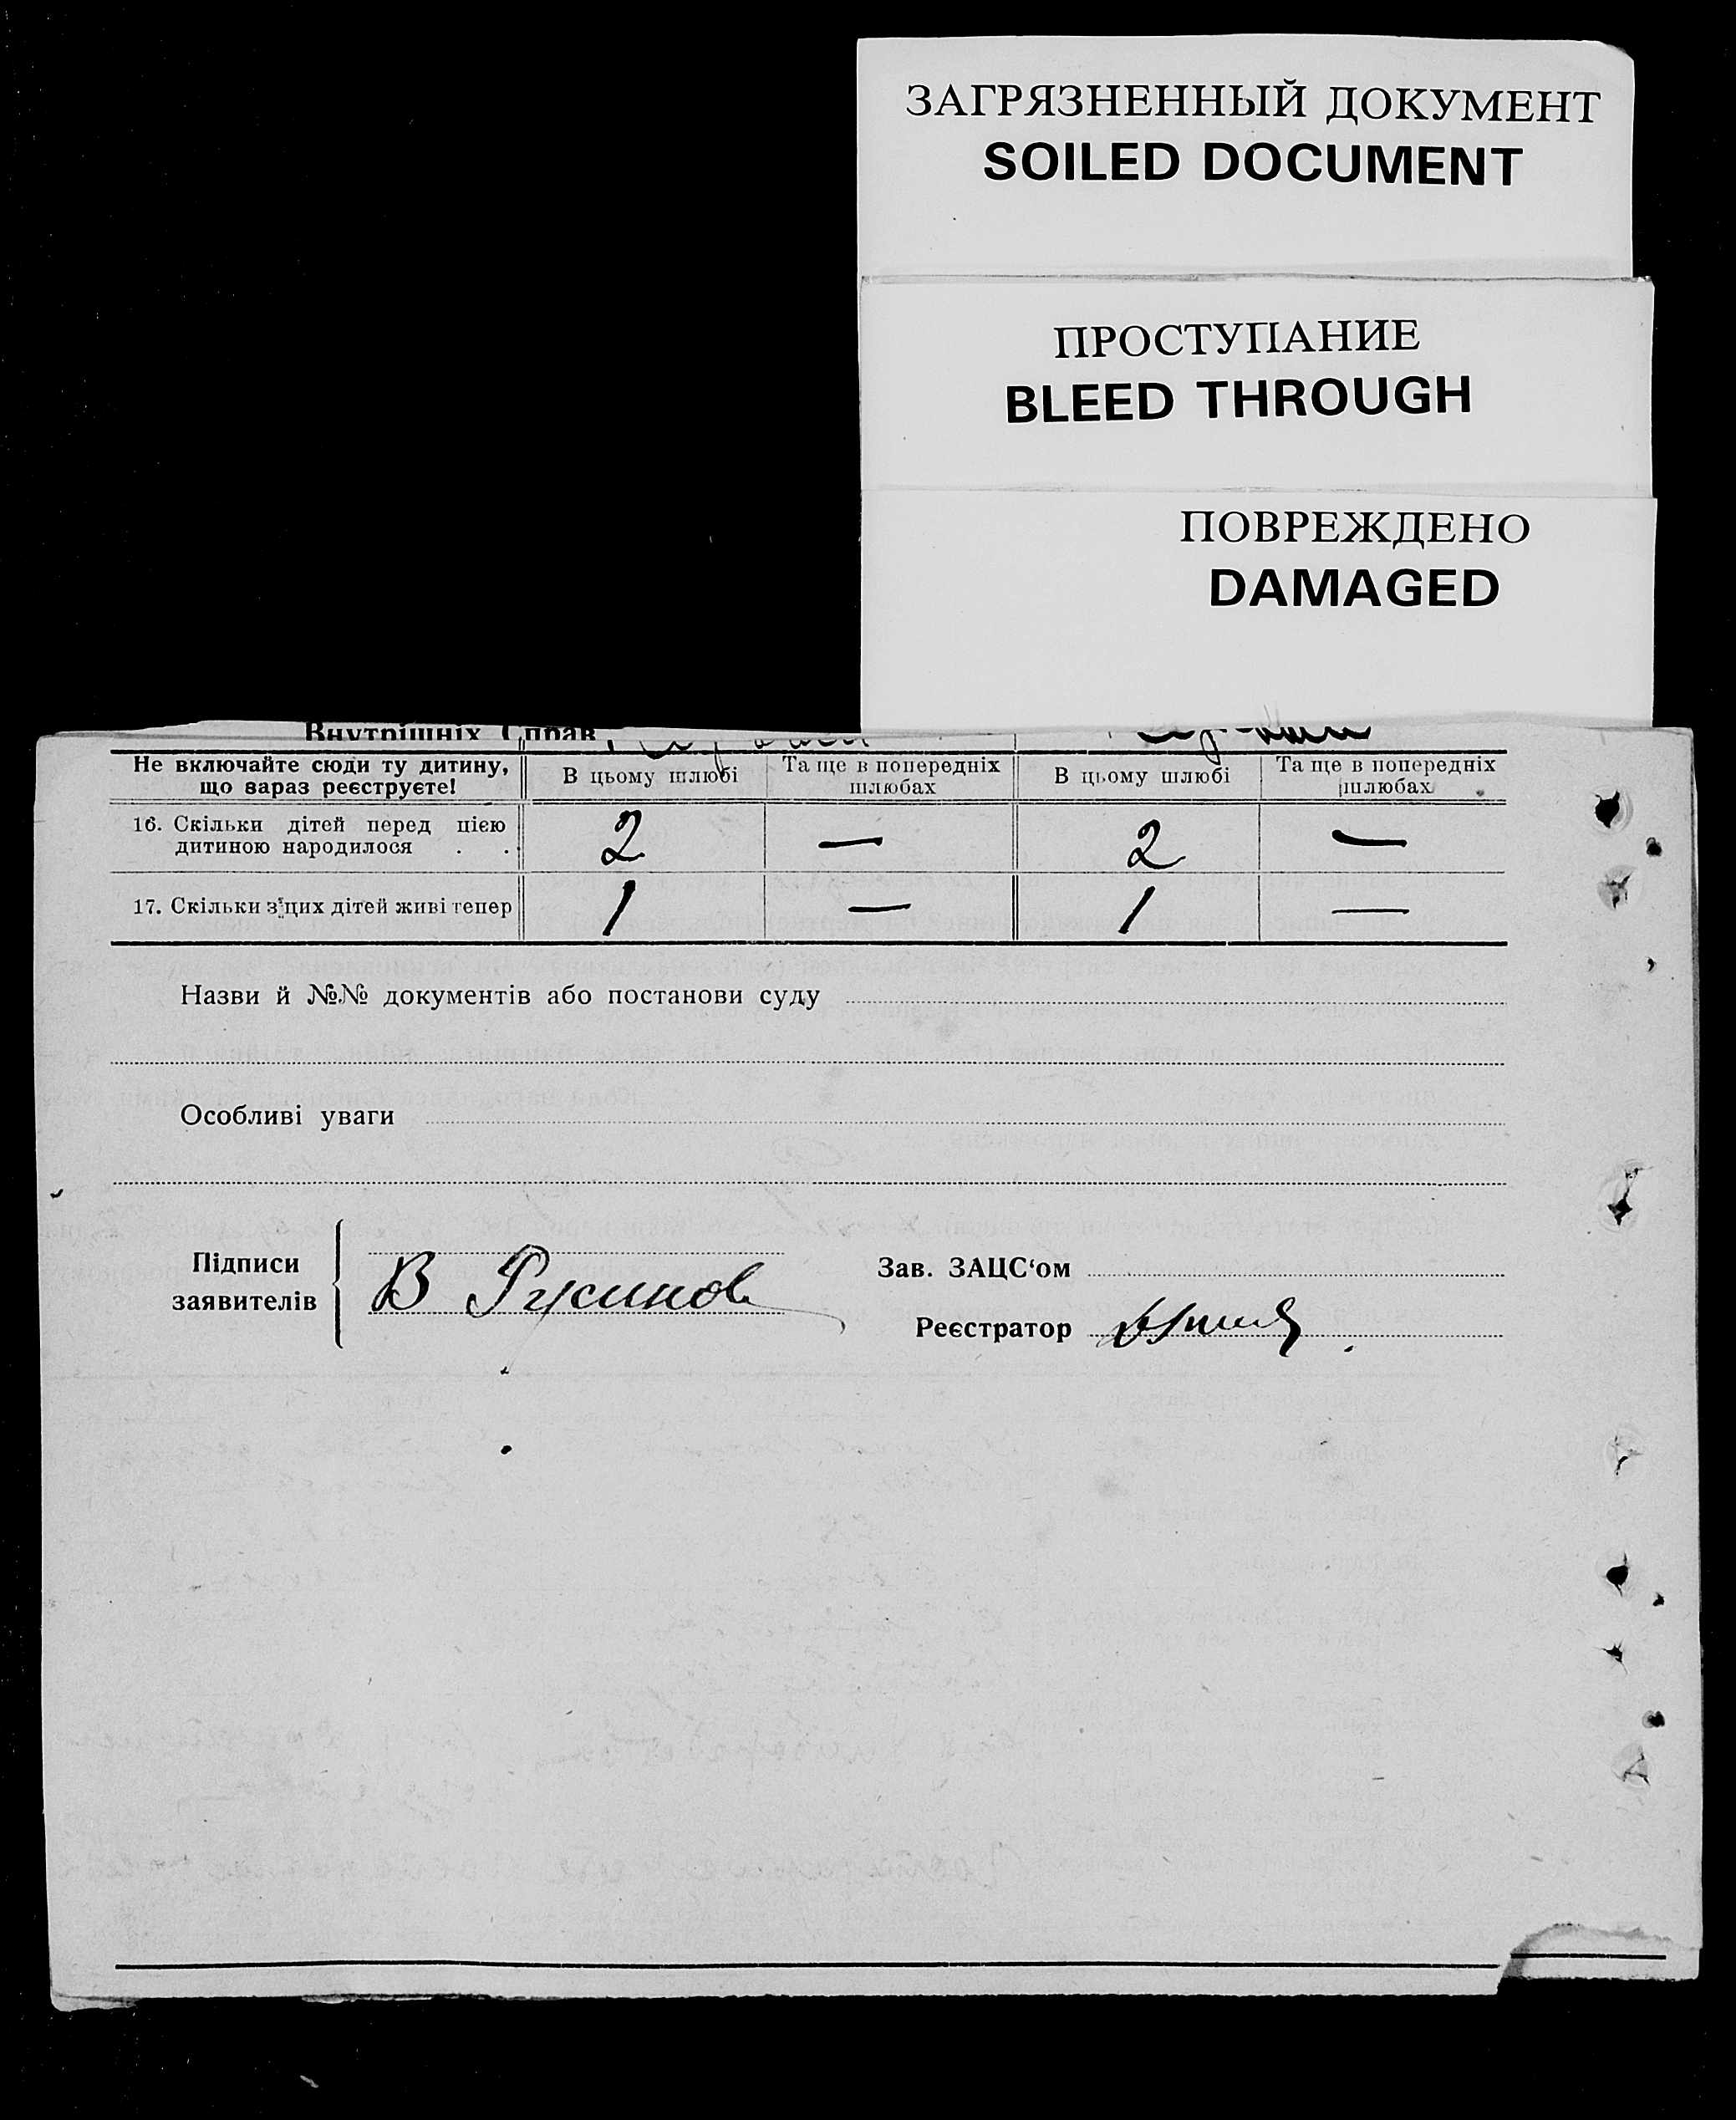 ЗАГРЯЗНЕННЫЙ ДОКУМЕНТ
SOILED DOCUMENT
ПРОСТУПАНИЕ
BLEED THROUGH
ПОВРЕЖДЕНО
DAMAGED
Внутрішніх Справ.
Не включайте сюди ту дитину, що вараз реєструєте!
В цьому шлюбі
Та ще в попередніх шлюбах
В цьому шлюбі
Та ще в попередніх шлюбах
16. Скільки дітей перед цією
дитиною народилося . . 2 — 2 —
17. Скільки з'цих дітей живі тепер 1 — 1 —
Назви й №№ документів або постанови суду
Особливі уваги
Підписи
заявителів
В Русинов
Зав. ЗАЦС‘ом
Реєстратор